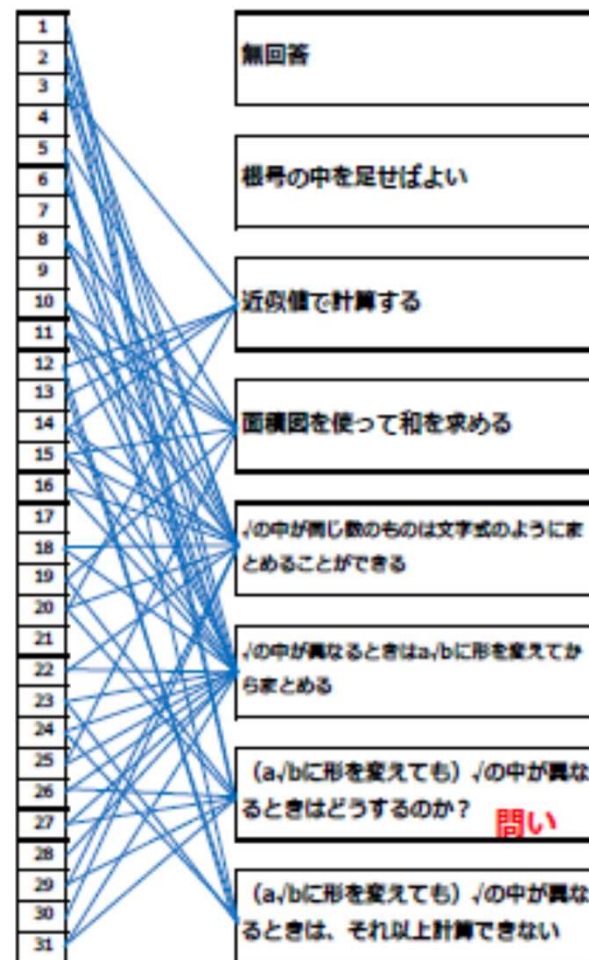 1
2
3
4
5
6
7
8
9
10
11
12
13
14
15
16
17
18
19
20
21
22
23
24
25
26
27
28
29
30
31
無回答
根号の中を足せばよい
近似値で計算する
面積図を使って和を求める
√の中が同じ数のものは文字式のようにま
とめることができる
√の中が異なるときはa√bに形を変えてか
らまとめる
(a√bに形を変えても)√の中が異な
るときはどうするのか?
問い
(a√bに形を変えても)√の中が異な
るときは、それ以上計算できない